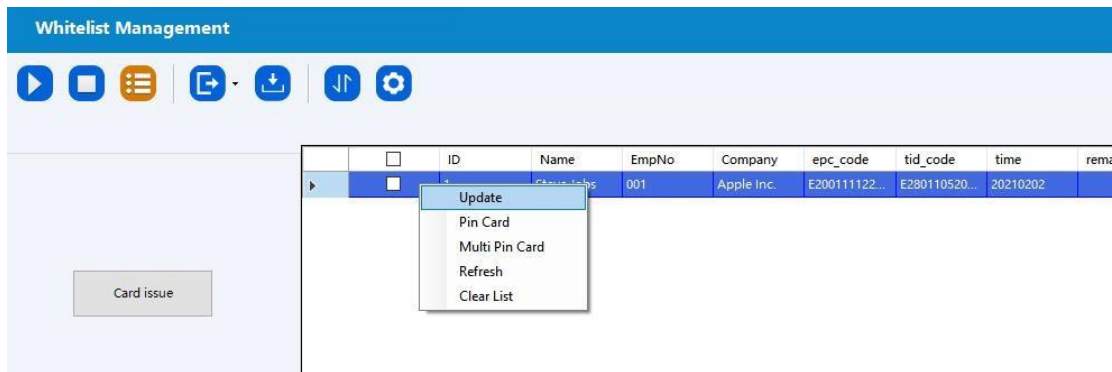 Whitelist Management
ID Name EmpNo Company epc_code tid_code time rema
001 Apple Inc. E200111122... E280110520... 20210202
Update
Pin Card
Multi Pin Card
Refresh
Clear List
Card issue